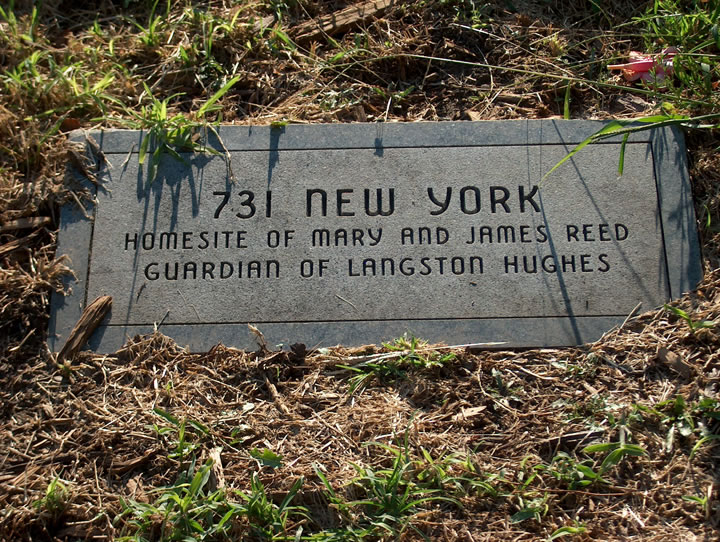 731 NEW YORK
HOMESITE OF MARY AND JAMES REED
GUARDIAN OF LANGSTON HUGHES